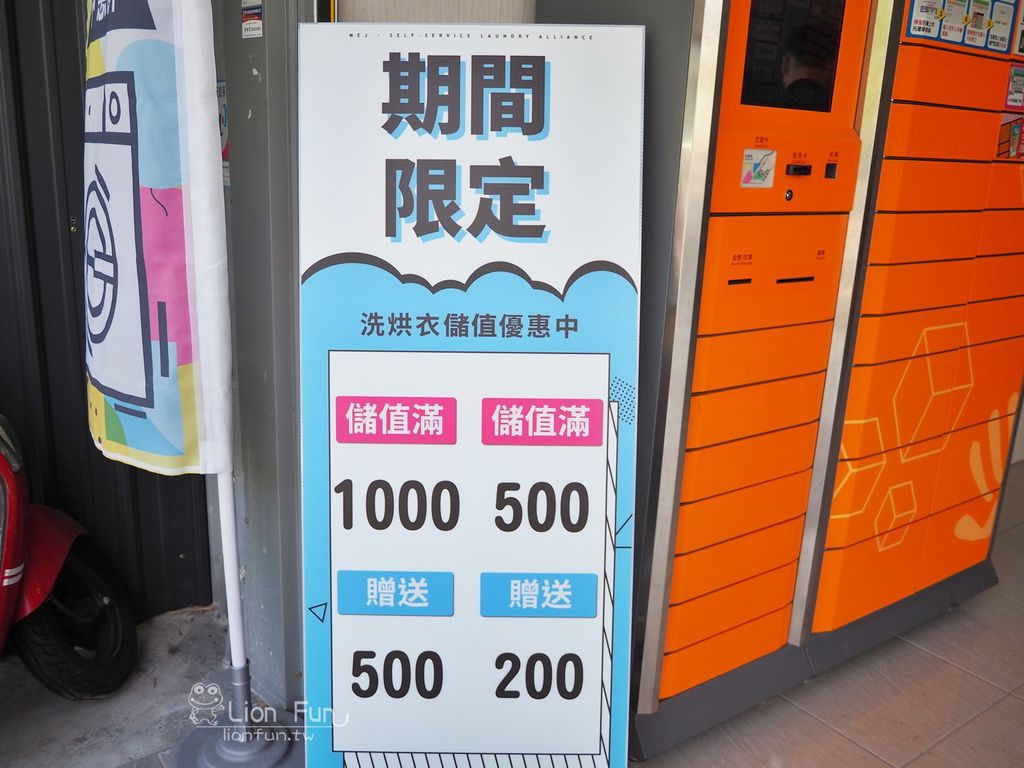 MEJ · SELF-SERVICE LAUNDRY ALLIANCE
期間
限定
洗烘衣儲值優惠中
儲值滿 儲值滿
1000 500
贈送 贈送
500 200
Lion Fun
lionfun.tw